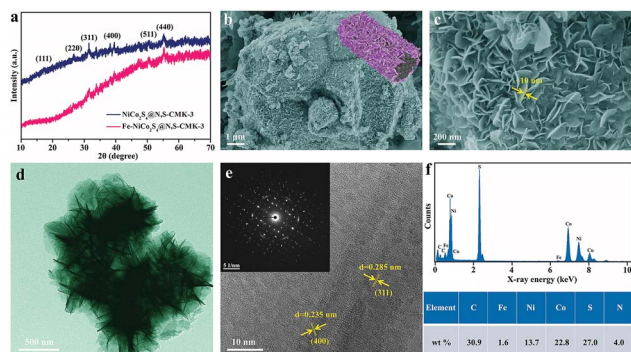 a
(111)
(220)
(311)
(400)
(511)
(440)
Intensity (a.u.)
NiCo2S4@N,S-CMK-3
Fe-NiCo2S4@N,S-CMK-3
10 20 30 40 50 60 70
2θ (degree)
b
c
~10 nm
200 nm
d
500 nm
e
5 1/nm
d=0.285 nm
(311)
d=0.235 nm
(400)
10 nm
f
Counts
S
Co
Ni
C
Fe
C
Co
Co
Fe
Ni
Co
0 2 4 6 8 10
X-ray energy (keV)
Element C Fe Ni Co S N
wt % 30.9 1.6 13.7 22.8 27.0 4.0